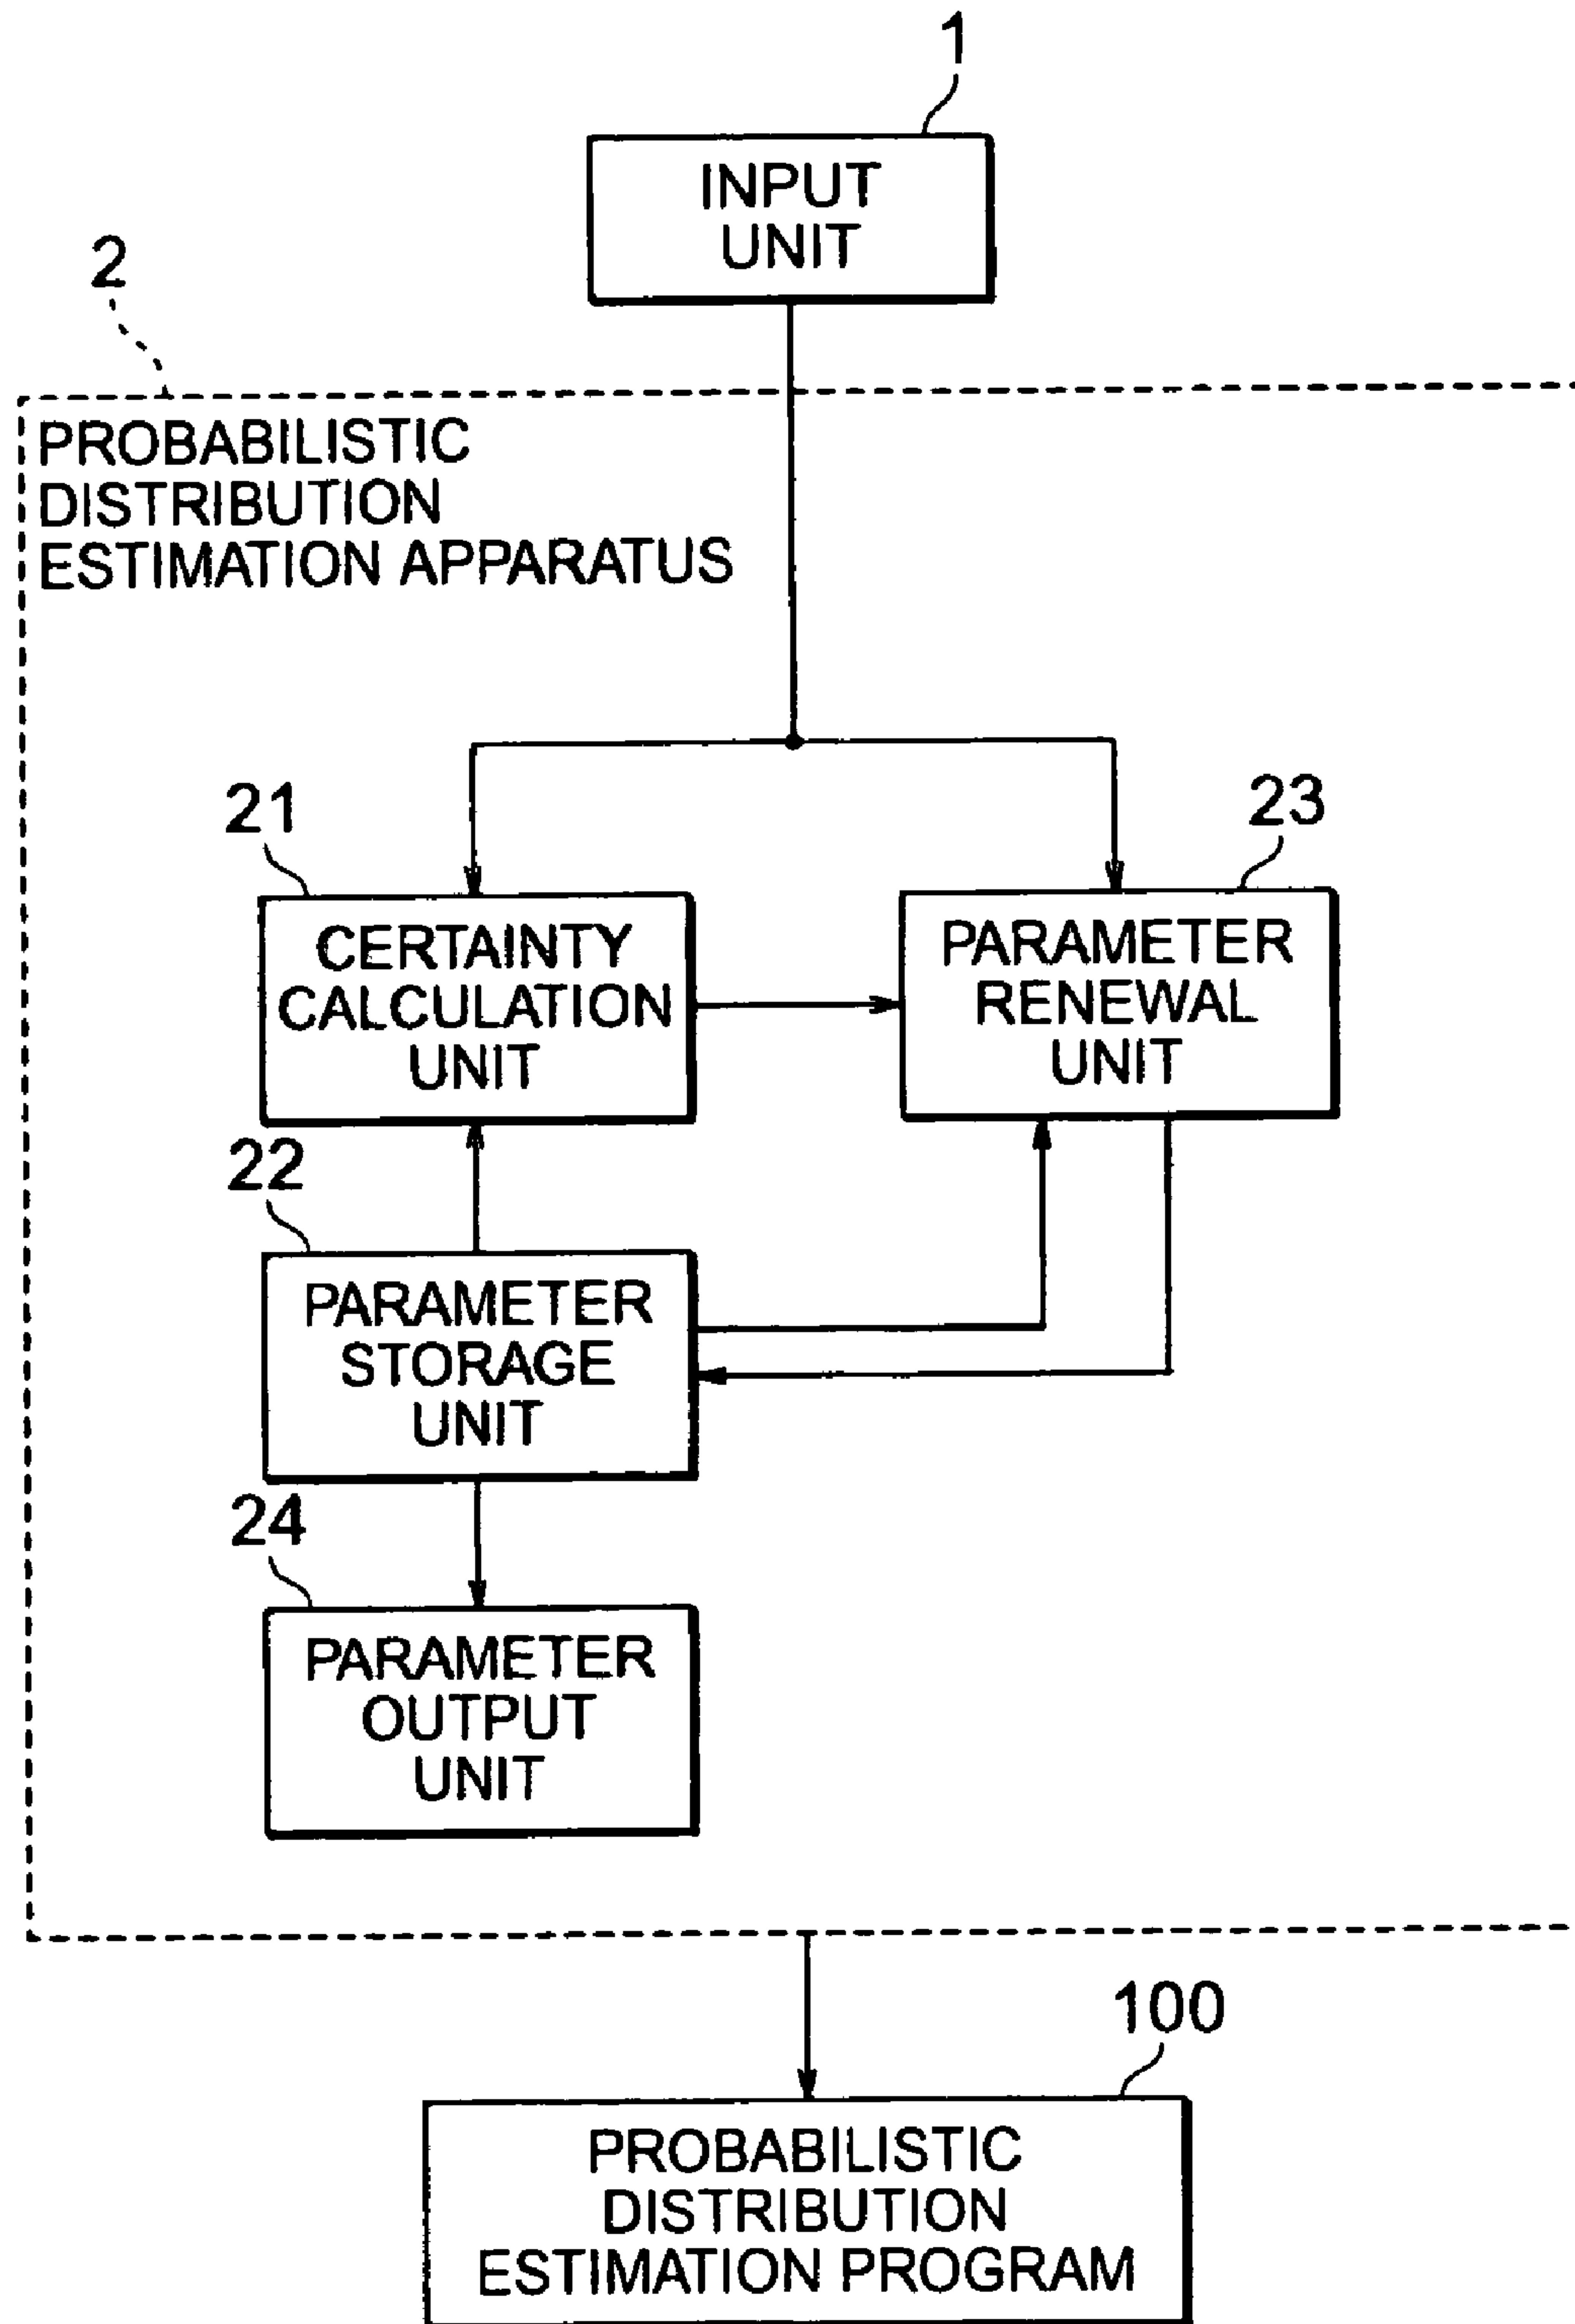 1
INPUT
UNIT
2
PROBABILISTIC
DISTRIBUTION
ESTIMATION APPARATUS
21
23
CERTAINTY
CALCULATION
UNIT
PARAMETER
RENEWAL
UNIT
22
PARAMETER
STORAGE
UNIT
24
PARAMETER
OUTPUT
UNIT
100
PROBABILISTIC
DISTRIBUTION
ESTIMATION PROGRAM